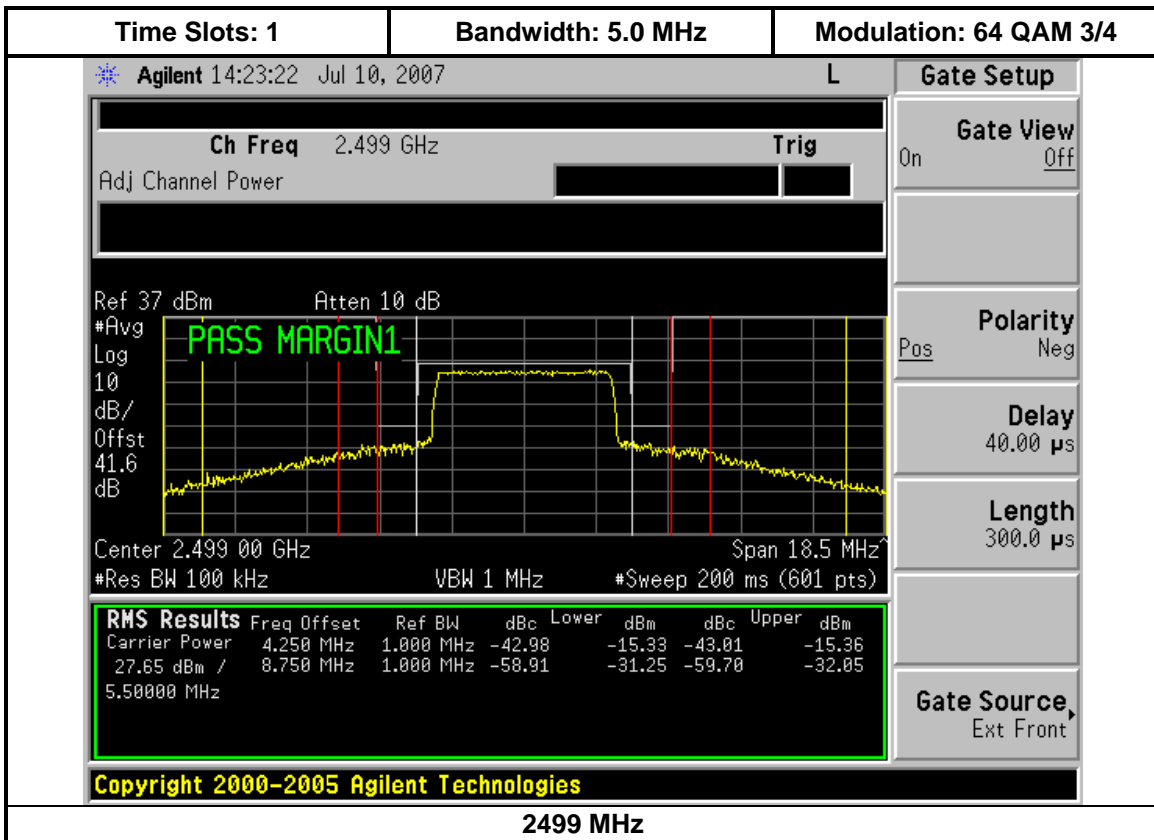 Time Slots: 1 Bandwidth: 5.0 MHz Modulation: 64 QAM 3/4
Agilent 14:23:22 Jul 10, 2007 L Gate Setup
Ch Freq 2.499 GHz Trig
Adj Channel Power
Gate View
On Off
Ref 37 dBm Atten 10 dB
#Avg
Log
10
dB/
Offst
41.6
dB
PASS MARGIN1
Polarity
Pos Neg
Delay
40.00 µs
Length
300.0 µs
Center 2.499 00 GHz Span 18.5 MHz^
#Res BW 100 kHz VBW 1 MHz #Sweep 200 ms (601 pts)
RMS Results Freq Offset Ref BW dBc Lower dBm dBc Upper dBm
Carrier Power 4.250 MHz 1.000 MHz -42.98 -15.33 -43.01 -15.36
27.65 dBm / 8.750 MHz 1.000 MHz -58.91 -31.25 -59.70 -32.05
5.50000 MHz
Gate Source
Ext Front
Copyright 2000-2005 Agilent Technologies
2499 MHz